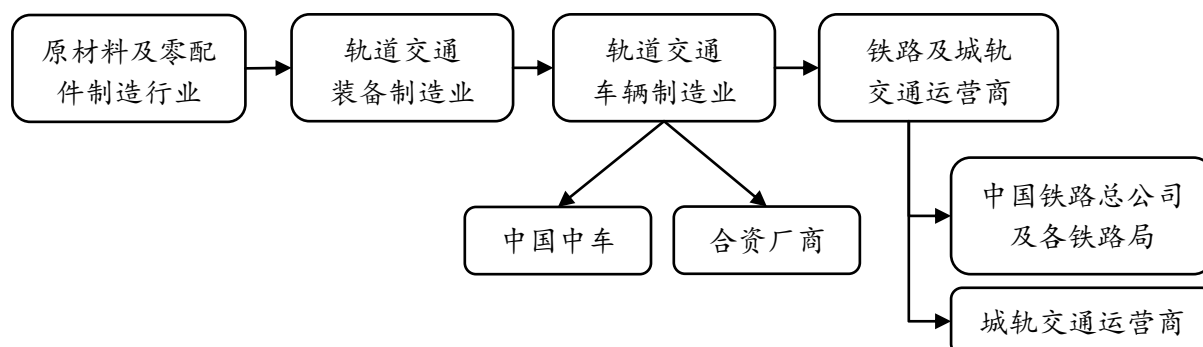 原材料及零配
件制造行业
轨道交通
装备制造业
轨道交通
车辆制造业
铁路及城轨
交通运营商
中国中车
合资厂商
中国铁路总公司
及各铁路局
城轨交通运营商